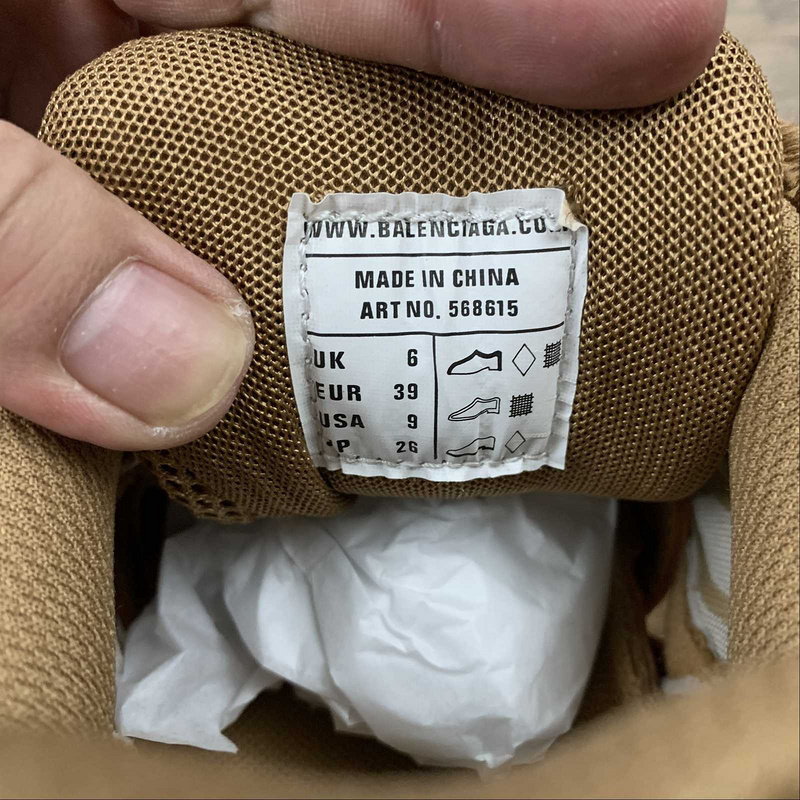 WWW.BALENCIAGA.CO
MADE IN CHINA
ART NO. 568615
UK 6
EUR 39
USA 9
P 26